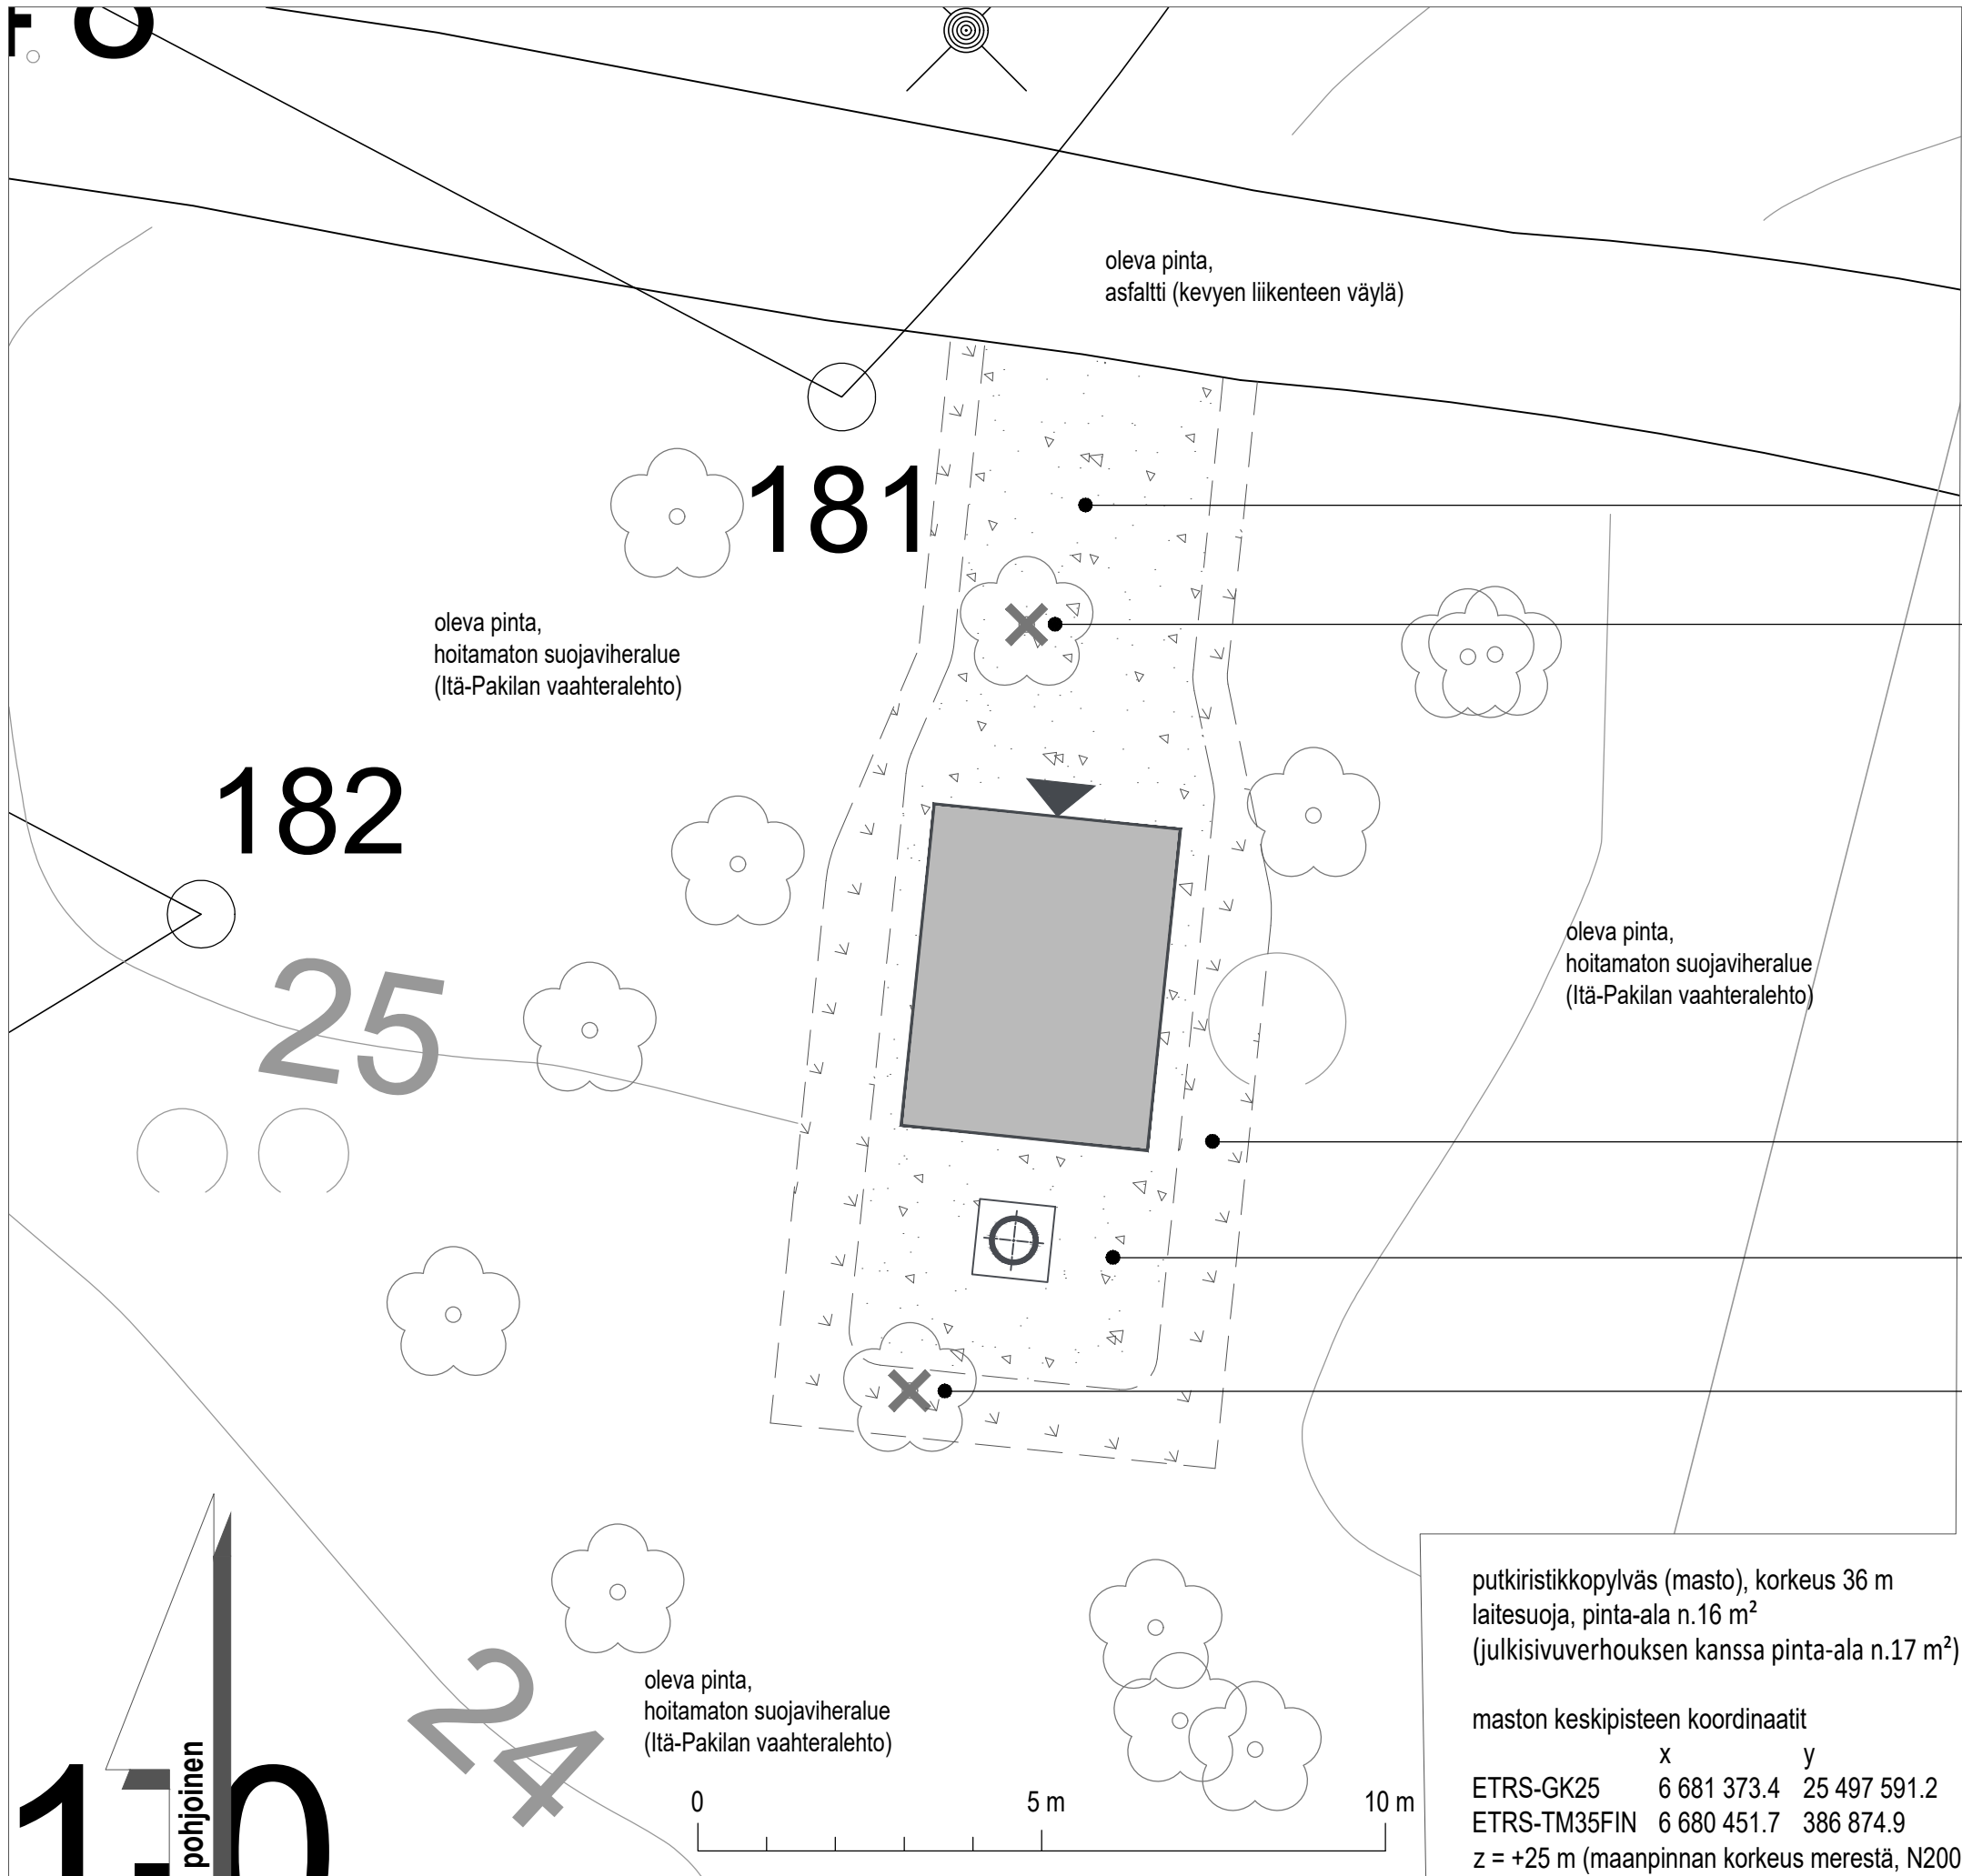 oleva pinta,
asfaltti (kevyen liikenteen väylä)
181
oleva pinta,
hoitamaton suojaviheralue
(Itä-Pakilan vaahteralehto)
182
25
oleva pinta,
hoitamaton suojaviheralue
(Itä-Pakilan vaahteralehto)
24
oleva pinta,
hoitamaton suojaviheralue
(Itä-Pakilan vaahteralehto)
pohjoinen
0 5 m 10 m
putkiristikkopylväs (masto), korkeus 36 m
laitesuoja, pinta-ala n.16 m²
(julkisivuverhouksen kanssa pinta-ala n.17 m²)
maston keskipisteen koordinaatit
x y
ETRS-GK25 6 681 373.4 25 497 591.2
ETRS-TM35FIN 6 680 451.7 386 874.9
z = +25 m (maanpinnan korkeus merestä, N200